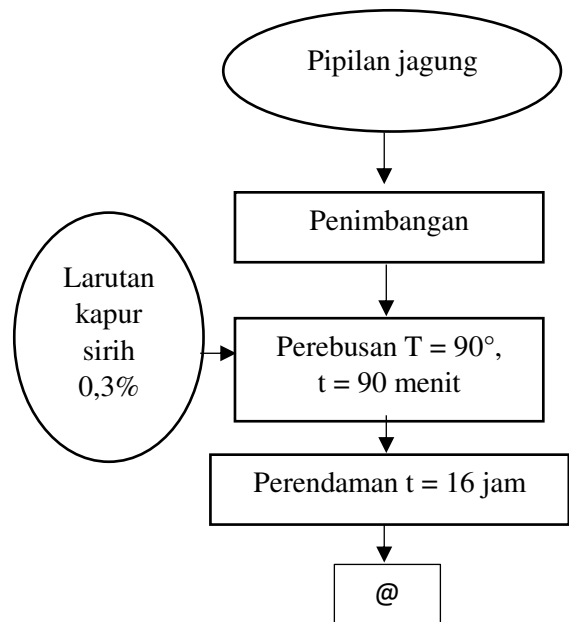 Pipilan jagung
Penimbangan
Larutan
kapur
sirih
0,3%
Perebusan T = 90°,
t = 90 menit
Perendaman t = 16 jam
@